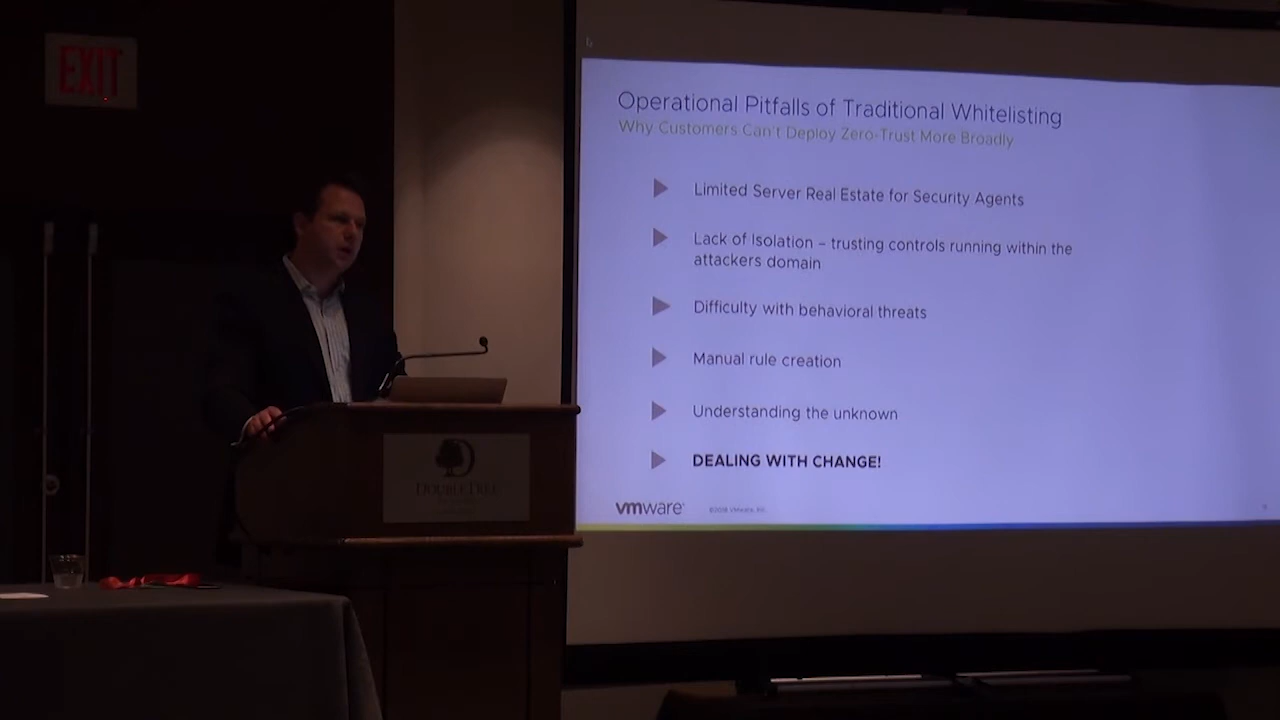 EXIT
Operational Pitfalls of Traditional Whitelisting
Why Customers Can't Deploy Zero-Trust More Broadly
Limited Server Real Estate for Security Agents
Lack of Isolation – trusting controls running within the
attackers domain
Difficulty with behavioral threats
Manual rule creation
Understanding the unknown
DEALING WITH CHANGE!
vmware
DOUBLETREE